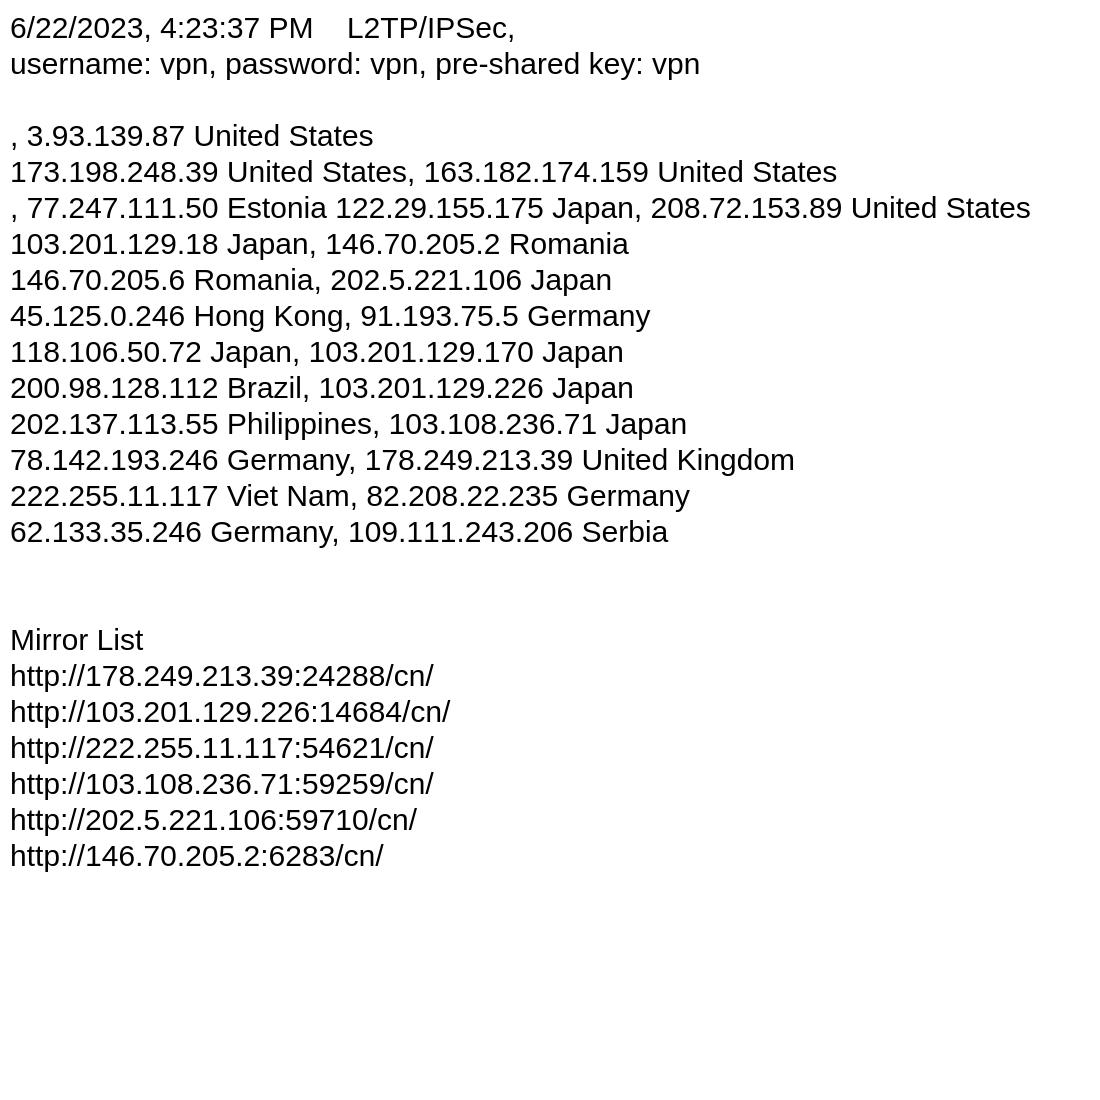 6/22/2023, 4:23:37 PM    L2TP/IPSec,
username: vpn, password: vpn, pre-shared key: vpn
, 3.93.139.87 United States
173.198.248.39 United States, 163.182.174.159 United States
, 77.247.111.50 Estonia 122.29.155.175 Japan, 208.72.153.89 United States
103.201.129.18 Japan, 146.70.205.2 Romania
146.70.205.6 Romania, 202.5.221.106 Japan
45.125.0.246 Hong Kong, 91.193.75.5 Germany
118.106.50.72 Japan, 103.201.129.170 Japan
200.98.128.112 Brazil, 103.201.129.226 Japan
202.137.113.55 Philippines, 103.108.236.71 Japan
78.142.193.246 Germany, 178.249.213.39 United Kingdom
222.255.11.117 Viet Nam, 82.208.22.235 Germany
62.133.35.246 Germany, 109.111.243.206 Serbia
Mirror List
http://178.249.213.39:24288/cn/
http://103.201.129.226:14684/cn/
http://222.255.11.117:54621/cn/
http://103.108.236.71:59259/cn/
http://202.5.221.106:59710/cn/
http://146.70.205.2:6283/cn/